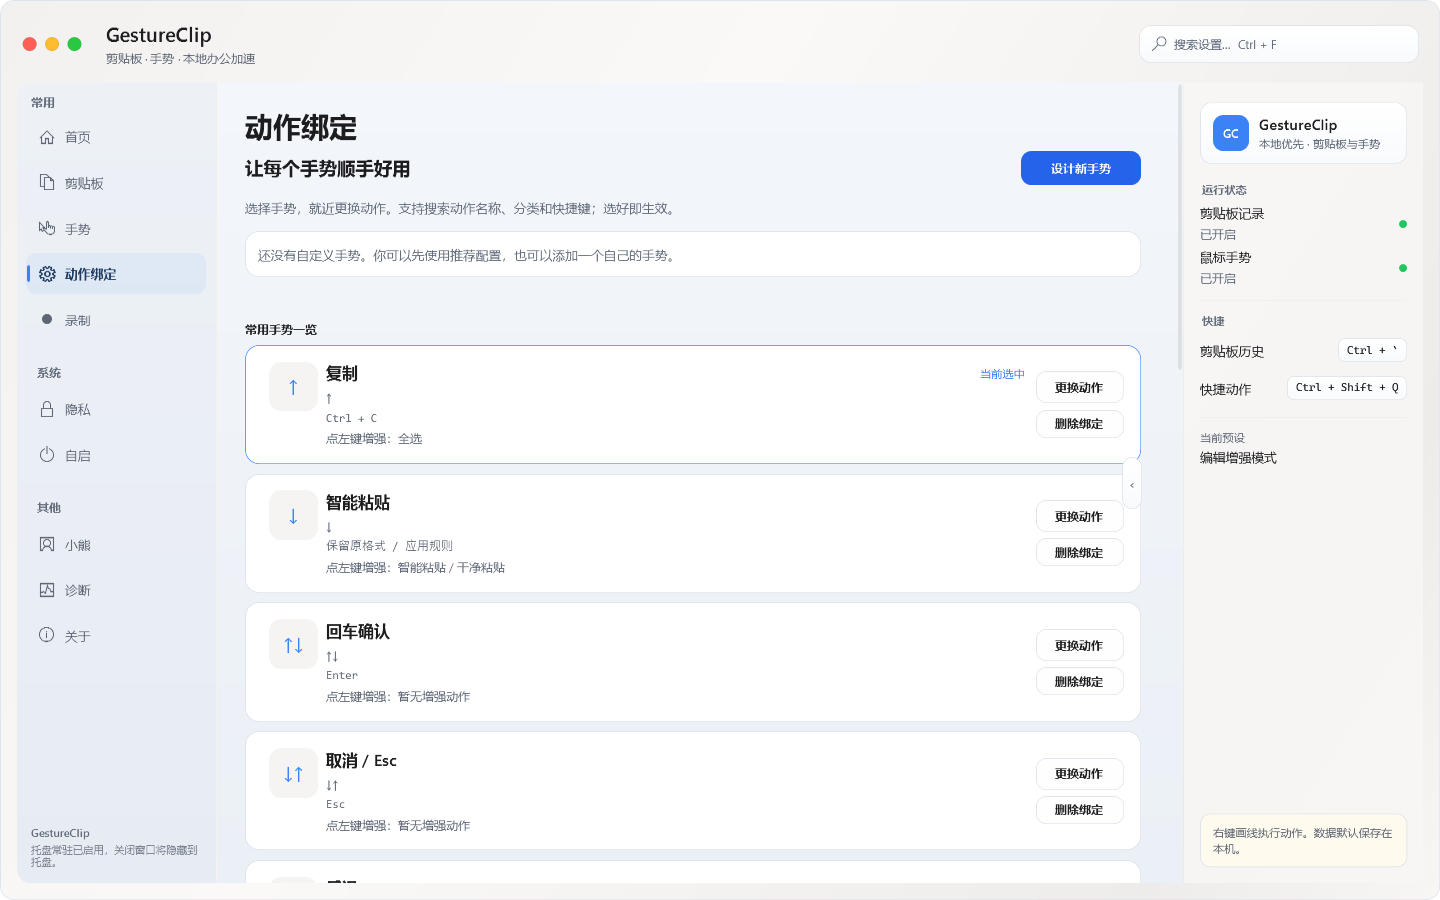 GestureClip
剪贴板 · 手势 · 本地办公加速
搜索设置... Ctrl + F
常用
首页
剪贴板
手势
动作绑定
录制
系统
隐私
自启
其他
小熊
诊断
关于
GestureClip
托盘常驻已启用，关闭窗口将隐藏到
托盘。
动作绑定
让每个手势顺手好用
设计新手势
选择手势，就近更换动作。支持搜索动作名称、分类和快捷键；选好即生效。
还没有自定义手势。你可以先使用推荐配置，也可以添加一个自己的手势。
常用手势一览
↑
复制
↑
Ctrl + C
点左键增强：全选
当前选中
更换动作
删除绑定
↓
智能粘贴
↓
保留原格式 / 应用规则
点左键增强：智能粘贴 / 干净粘贴
更换动作
删除绑定
↑↓
回车确认
↑↓
Enter
点左键增强：暂无增强动作
更换动作
删除绑定
↓↑
取消 / Esc
↓↑
Esc
点左键增强：暂无增强动作
更换动作
删除绑定
‹
GC
GestureClip
本地优先 · 剪贴板与手势
运行状态
剪贴板记录
已开启
鼠标手势
已开启
快捷
剪贴板历史
Ctrl + `
快捷动作
Ctrl + Shift + Q
当前预设
编辑增强模式
右键画线执行动作。数据默认保存在
本机。